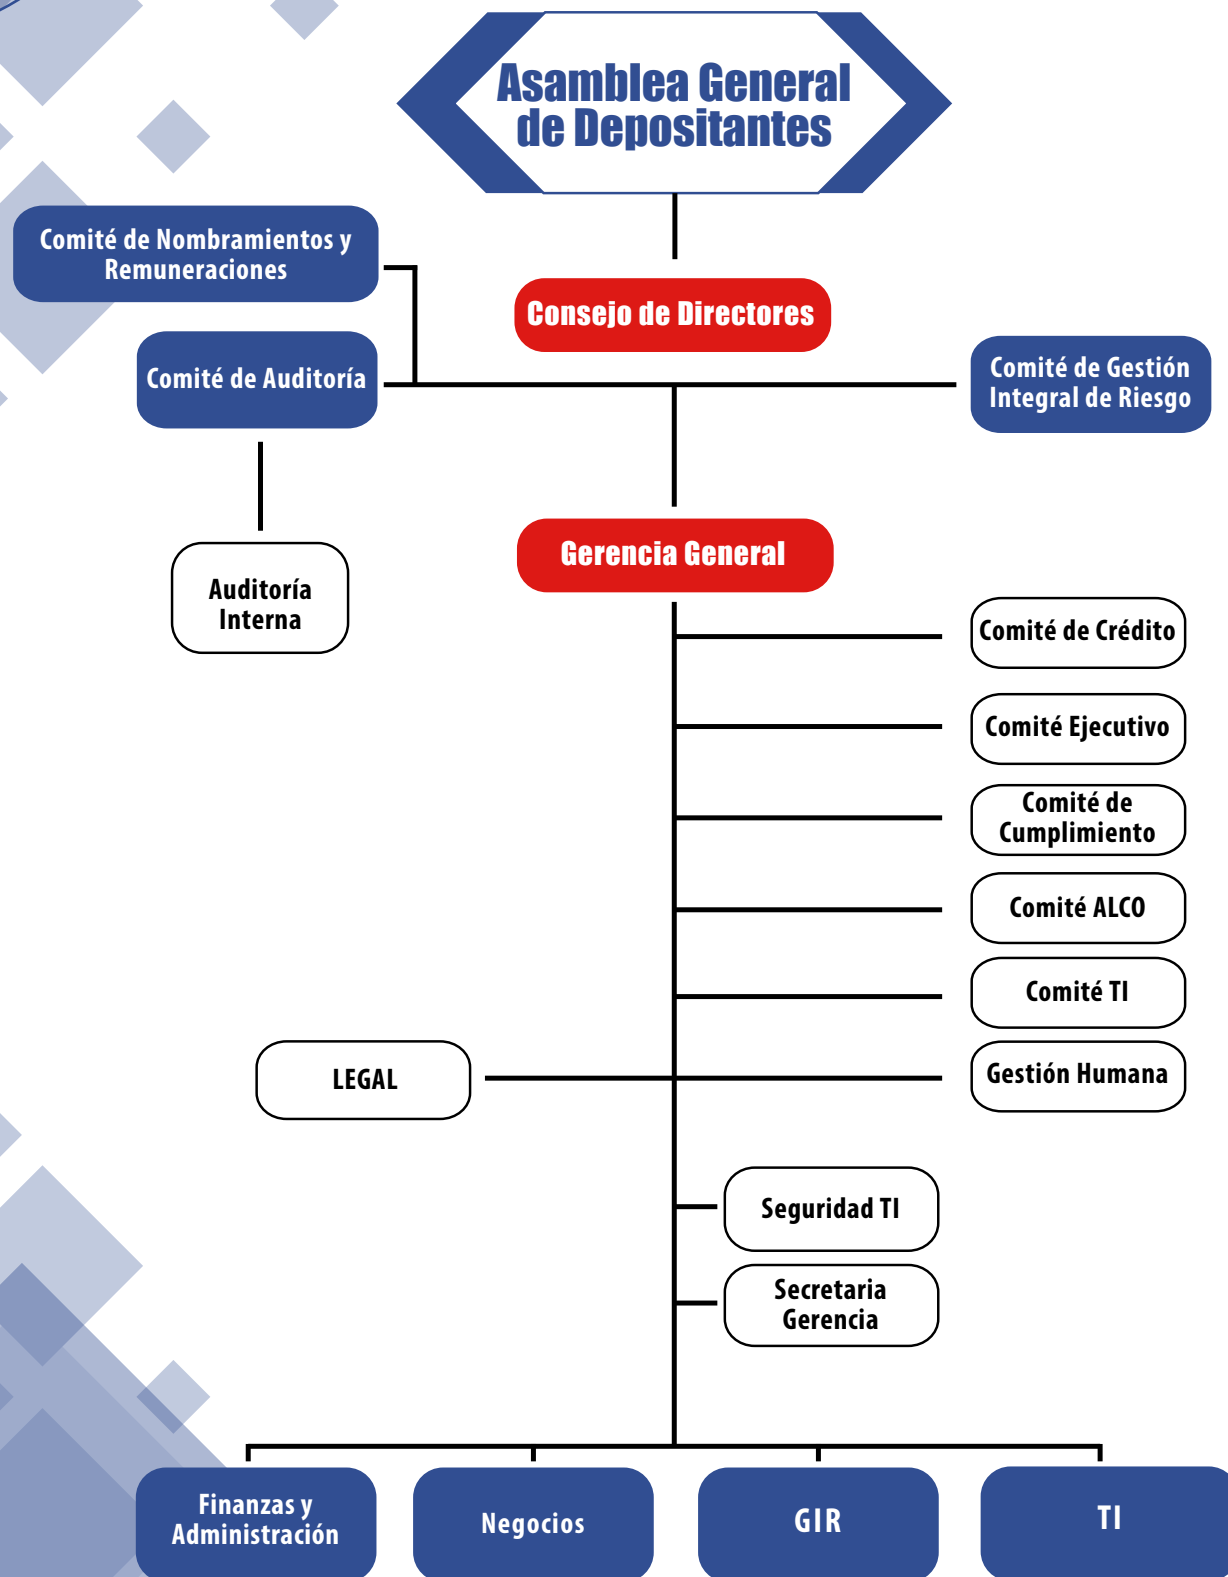 Asamblea General
de Depositantes
Comité de Nombramientos y
Remuneraciones
Consejo de Directores
Comité de Auditoría
Comité de Gestión
Integral de Riesgo
Auditoría
Interna
Gerencia General
Comité de Crédito
Comité Ejecutivo
Comité de
Cumplimiento
Comité ALCO
Comité TI
LEGAL
Gestión Humana
Seguridad TI
Secretaria
Gerencia
Finanzas y
Administración
Negocios
GIR
TI